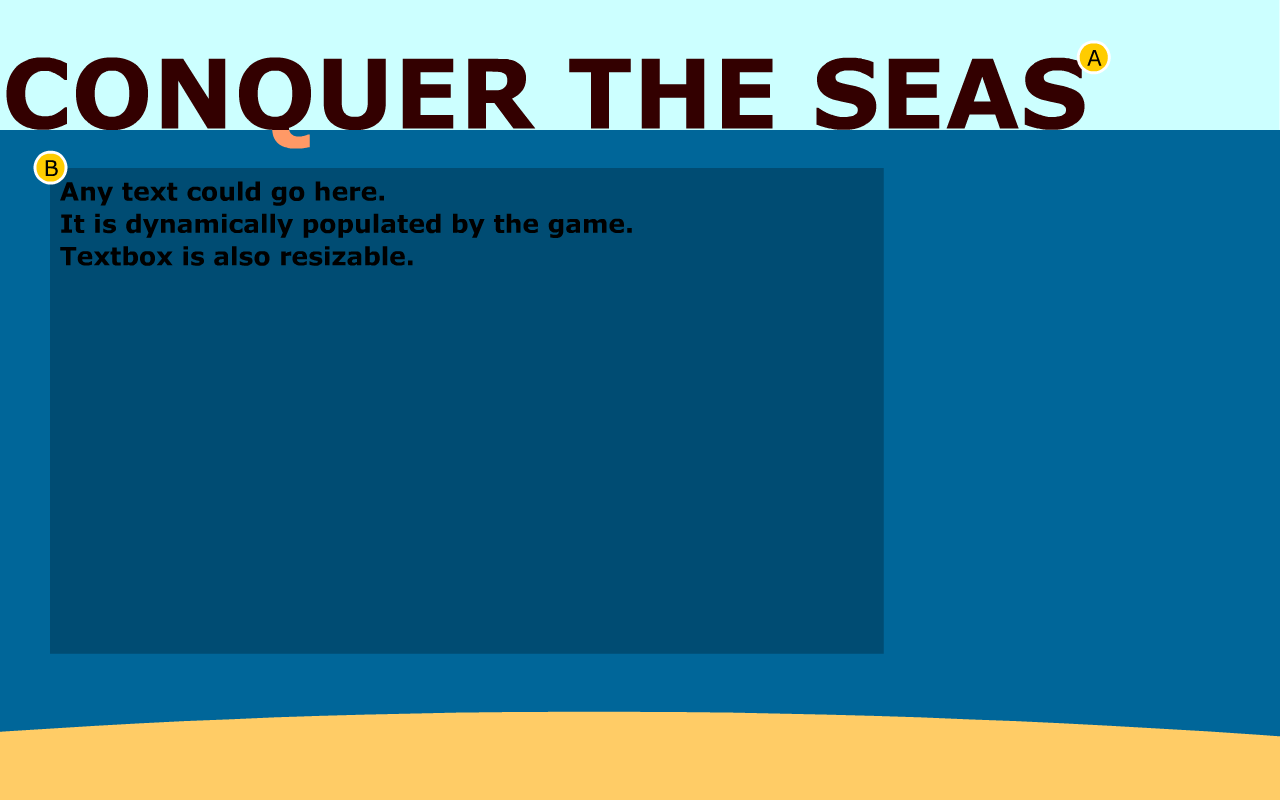 CONQUER THE SEAS
A
B
Any text could go here.
It is dynamically populated by the game.
Textbox is also resizable.